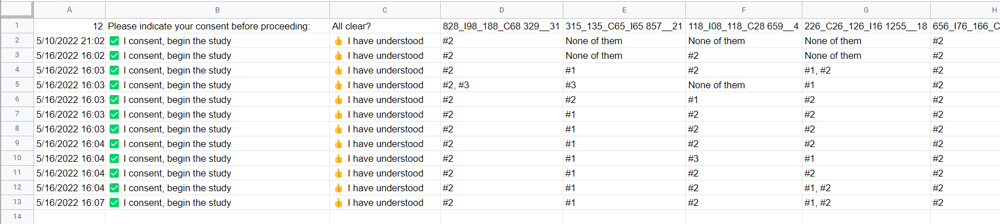 A B C D E F G H
1 12 Please indicate your consent before proceeding: All clear? 828_I98_188_C68 329__31 315_135_C65_I65 857__21 118_I08_118_C28 659__4 226_C26_126_I16 1255__18 656_I76_166_C
2 5/10/2022 21:02 ✅ I consent, begin the study 👍 I have understood #2 None of them None of them None of them #2
3 5/16/2022 16:02 ✅ I consent, begin the study 👍 I have understood #2 None of them #2 None of them #2
4 5/16/2022 16:03 ✅ I consent, begin the study 👍 I have understood #2 #1 #2 #1, #2 #2
5 5/16/2022 16:03 ✅ I consent, begin the study 👍 I have understood #2, #3 #3 None of them #1 #2
6 5/16/2022 16:03 ✅ I consent, begin the study 👍 I have understood #2 #2 #1 #2 #2
7 5/16/2022 16:03 ✅ I consent, begin the study 👍 I have understood #2 #1 #2 #2 #2
8 5/16/2022 16:03 ✅ I consent, begin the study 👍 I have understood #2 #1 #2 #2 #2
9 5/16/2022 16:04 ✅ I consent, begin the study 👍 I have understood #2 #1 #2 #2 #2
10 5/16/2022 16:04 ✅ I consent, begin the study 👍 I have understood #2 #1 #3 #1 #2
11 5/16/2022 16:04 ✅ I consent, begin the study 👍 I have understood #2 #1 #2 #2 #2
12 5/16/2022 16:04 ✅ I consent, begin the study 👍 I have understood #2 #1 #2 #1, #2 #2
13 5/16/2022 16:07 ✅ I consent, begin the study 👍 I have understood #2 #1 #2 #1, #2 #2
14